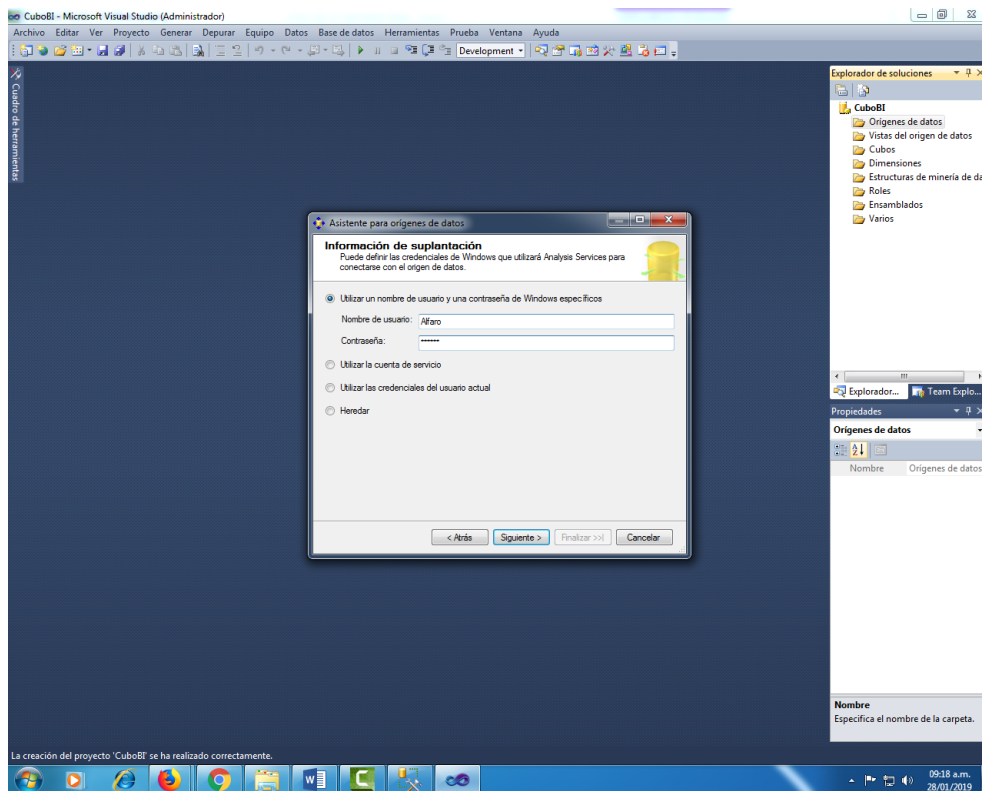 CuboBI - Microsoft Visual Studio (Administrador)
Archivo Editar Ver Proyecto Generar Depurar Equipo Datos Base de datos Herramientas Prueba Ventana Ayuda
Development
Cuadro de herramientas
Explorador de soluciones
CuboBI
Orígenes de datos
Vistas del origen de datos
Cubos
Dimensiones
Estructuras de minería de da
Roles
Ensamblados
Varios
Asistente para orígenes de datos
Información de suplantación
Puede definir las credenciales de Windows que utilizará Analysis Services para
conectarse con el origen de datos.
Utilizar un nombre de usuario y una contraseña de Windows específicos
Nombre de usuario: Alfaro
Contraseña: ••••••
Utilizar la cuenta de servicio
Utilizar las credenciales del usuario actual
Heredar
< Atrás Siguiente > Finalizar >>| Cancelar
Explorador... Team Explo...
Propiedades
Orígenes de datos
Nombre Orígenes de datos
Nombre
Especifica el nombre de la carpeta.
La creación del proyecto 'CuboBI' se ha realizado correctamente.
09:18 a.m.
28/01/2019